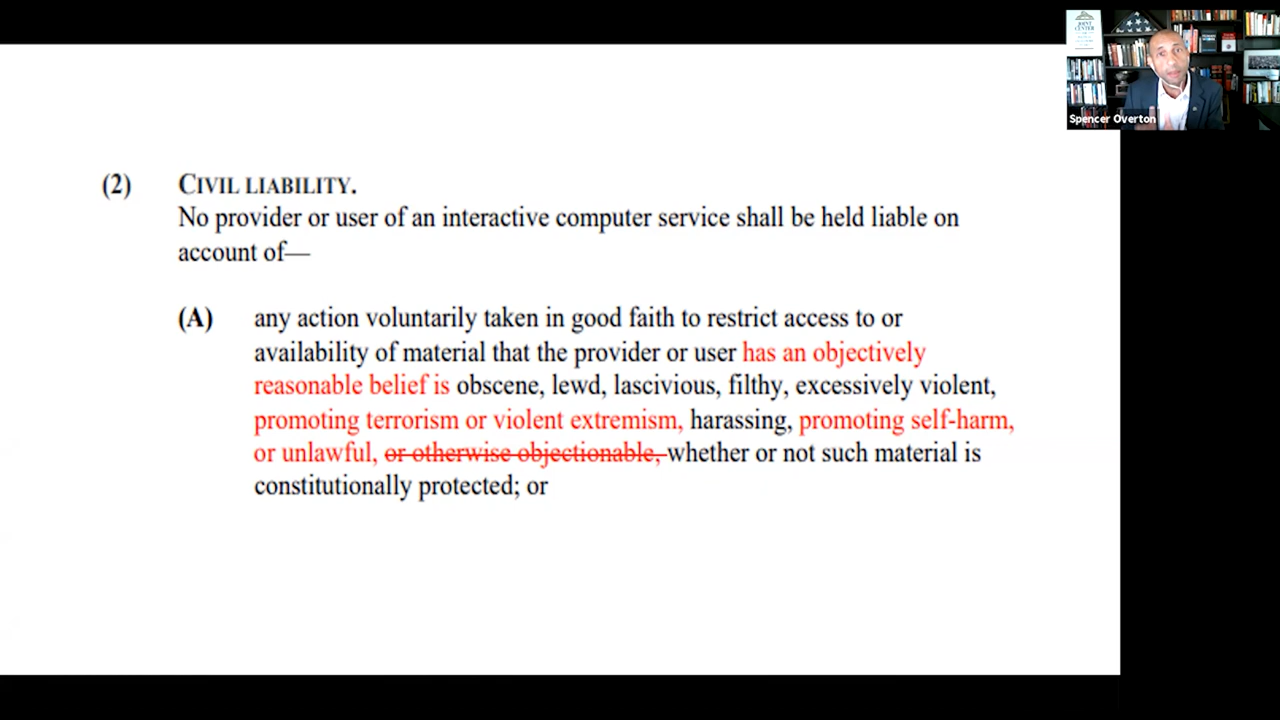 JOINT
CENTER
Spencer Overton
(2) CIVIL LIABILITY.
No provider or user of an interactive computer service shall be held liable on
account of—
(A) any action voluntarily taken in good faith to restrict access to or
availability of material that the provider or user has an objectively
reasonable belief is obscene, lewd, lascivious, filthy, excessively violent,
promoting terrorism or violent extremism, harassing, promoting self-harm,
or unlawful, or otherwise objectionable, whether or not such material is
constitutionally protected; or